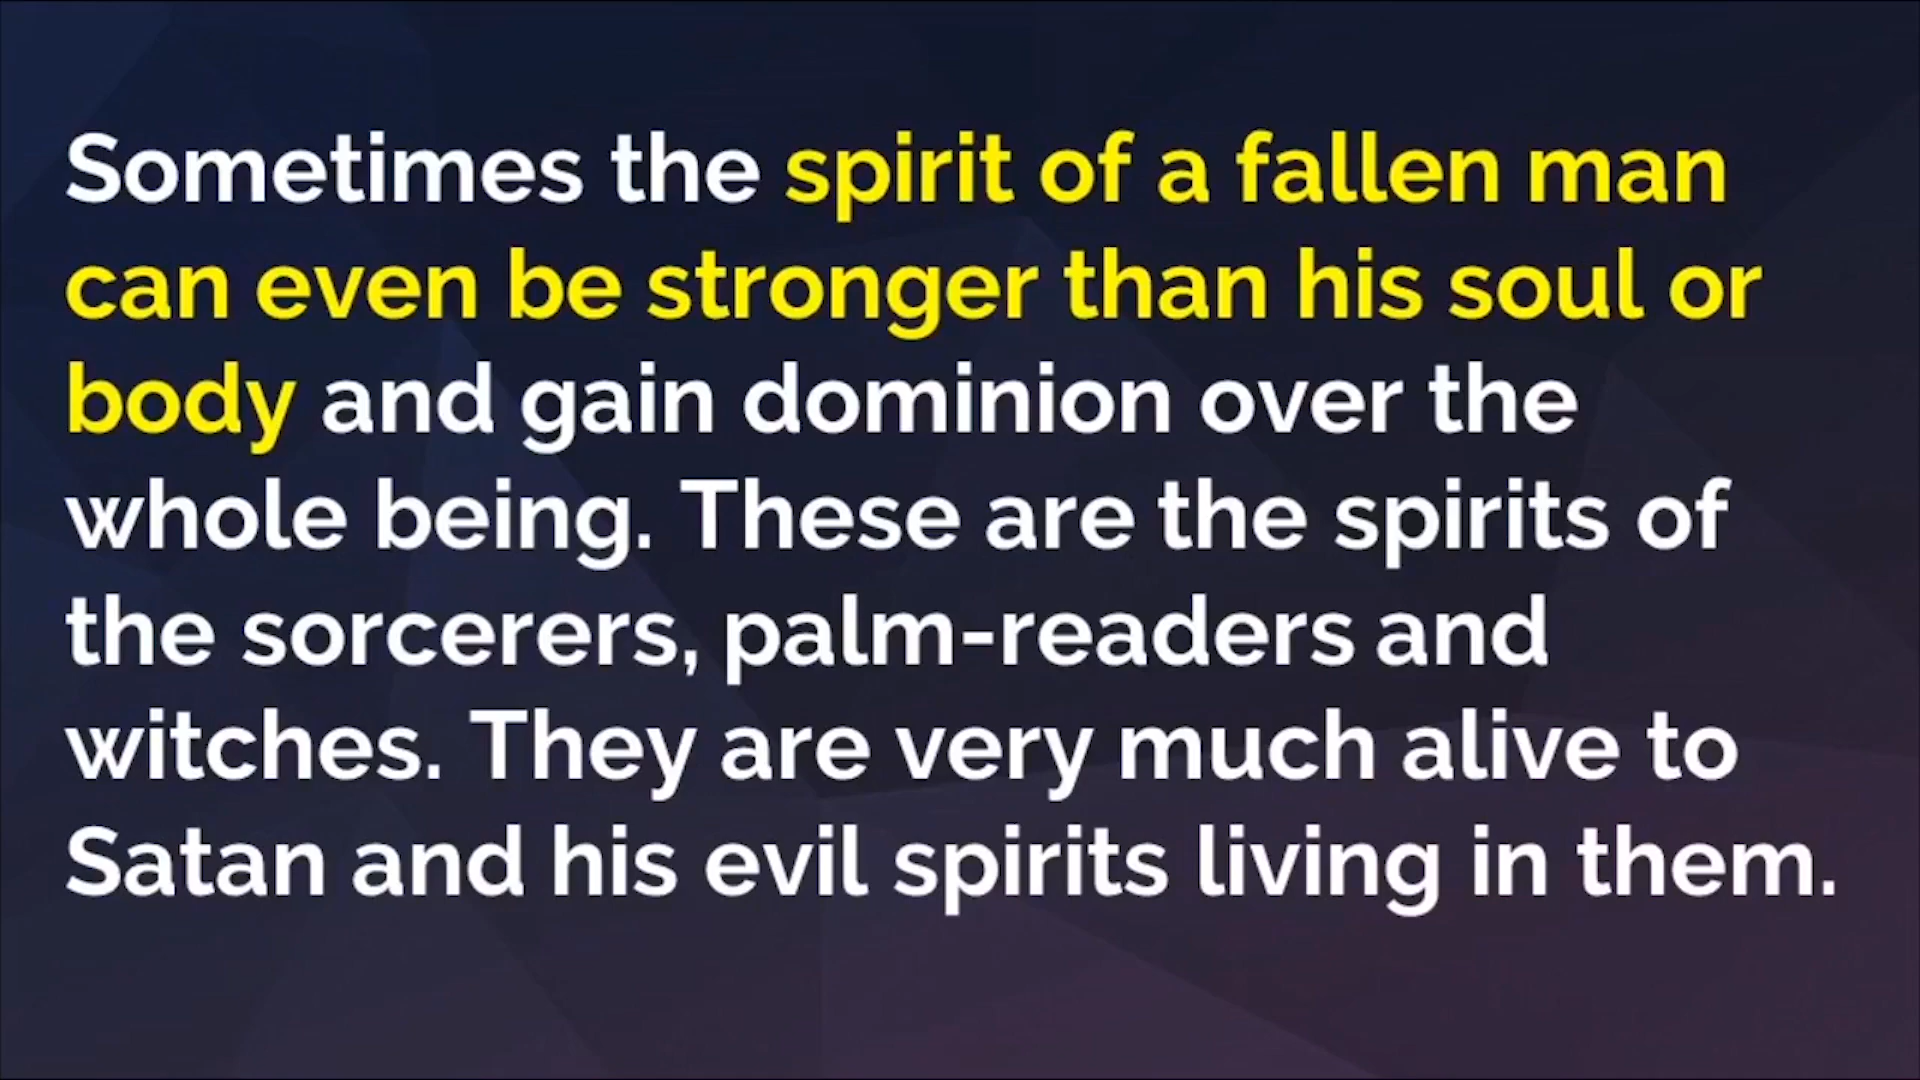 Sometimes the spirit of a fallen man
can even be stronger than his soul or
body and gain dominion over the
whole being. These are the spirits of
the sorcerers, palm-readers and
witches. They are very much alive to
Satan and his evil spirits living in them.